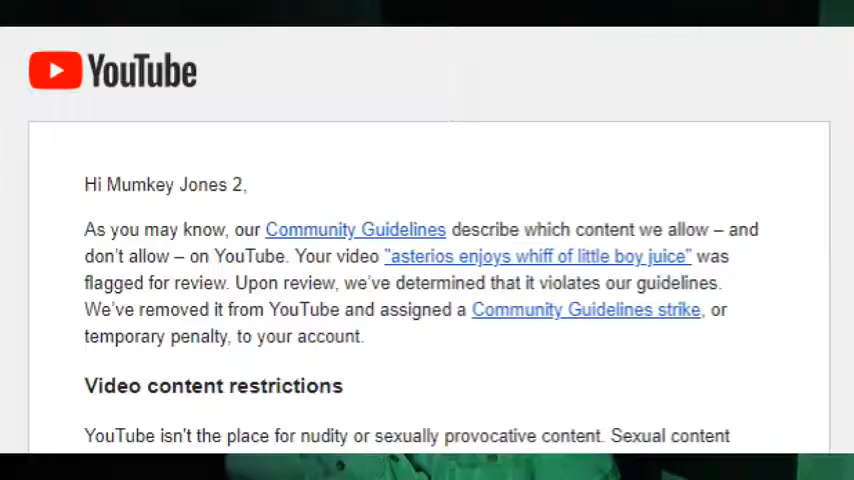 YouTube
Hi Mumkey Jones 2,
As you may know, our Community Guidelines describe which content we allow – and
don't allow – on YouTube. Your video "asterios enjoys whiff of little boy juice" was
flagged for review. Upon review, we've determined that it violates our guidelines.
We've removed it from YouTube and assigned a Community Guidelines strike, or
temporary penalty, to your account.
Video content restrictions
YouTube isn't the place for nudity or sexually provocative content. Sexual content